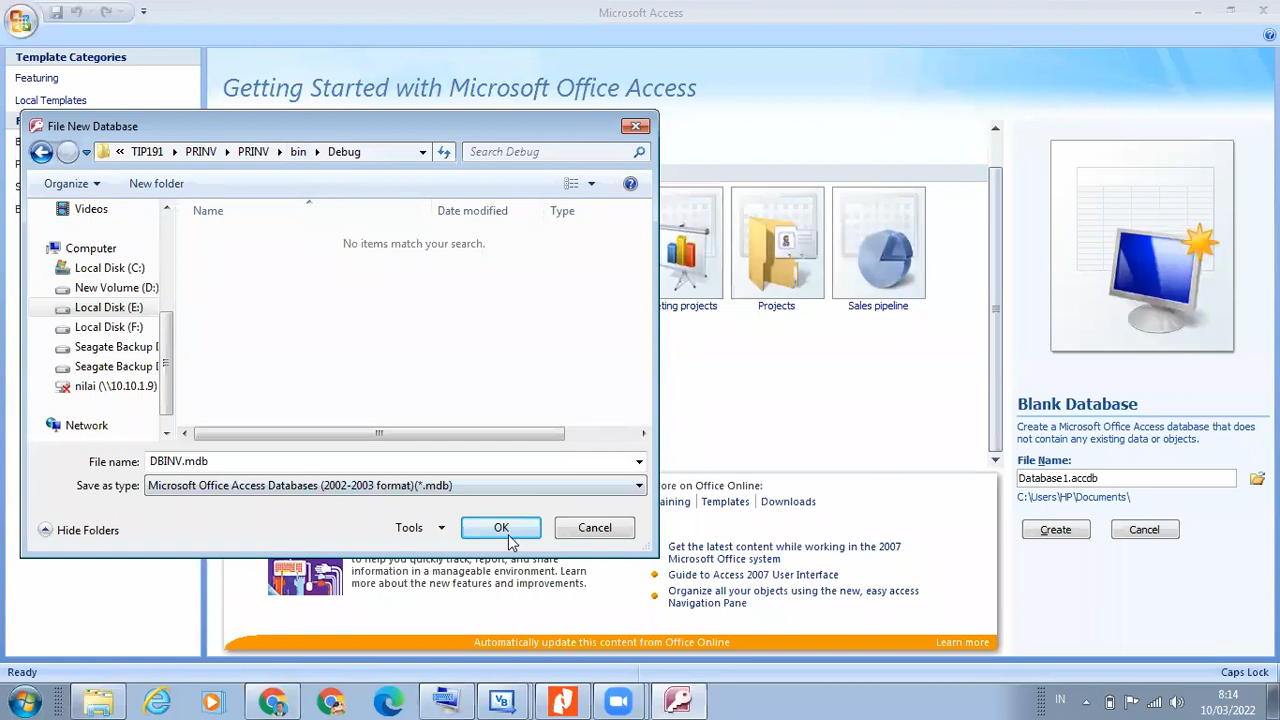 Microsoft Access
Template Categories
Featuring
Local Templates
Getting Started with Microsoft Office Access
File New Database
« TIP191 PRINV PRINV bin Debug
Search Debug
Organize
New folder
Name
Date modified
Type
Videos
No items match your search.
Computer
Local Disk (C:)
New Volume (D:)
Local Disk (E:)
Local Disk (F:)
Seagate Backup
Seagate Backup
nilai (\\10.10.1.9)
Network
File name: DBINV.mdb
Save as type: Microsoft Office Access Databases (2002-2003 format)(*.mdb)
Hide Folders
Tools
OK
Cancel
projects
Projects
Sales pipeline
Blank Database
Create a Microsoft Office Access database that does
not contain any existing data or objects.
File Name:
Database1.accdb
C:\Users\HP\Documents\
Create
Cancel
on Office Online:
Templates
Downloads
to help you quickly track, report, and share
information in a manageable environment. Learn
more about the new features and improvements.
Get the latest content while working in the 2007
Microsoft Office system
Guide to Access 2007 User Interface
Organize all your objects using the new, easy access
Navigation Pane
Automatically update this content from Office Online
Learn more
Ready
Caps Lock
IN
8:14
10/03/2022